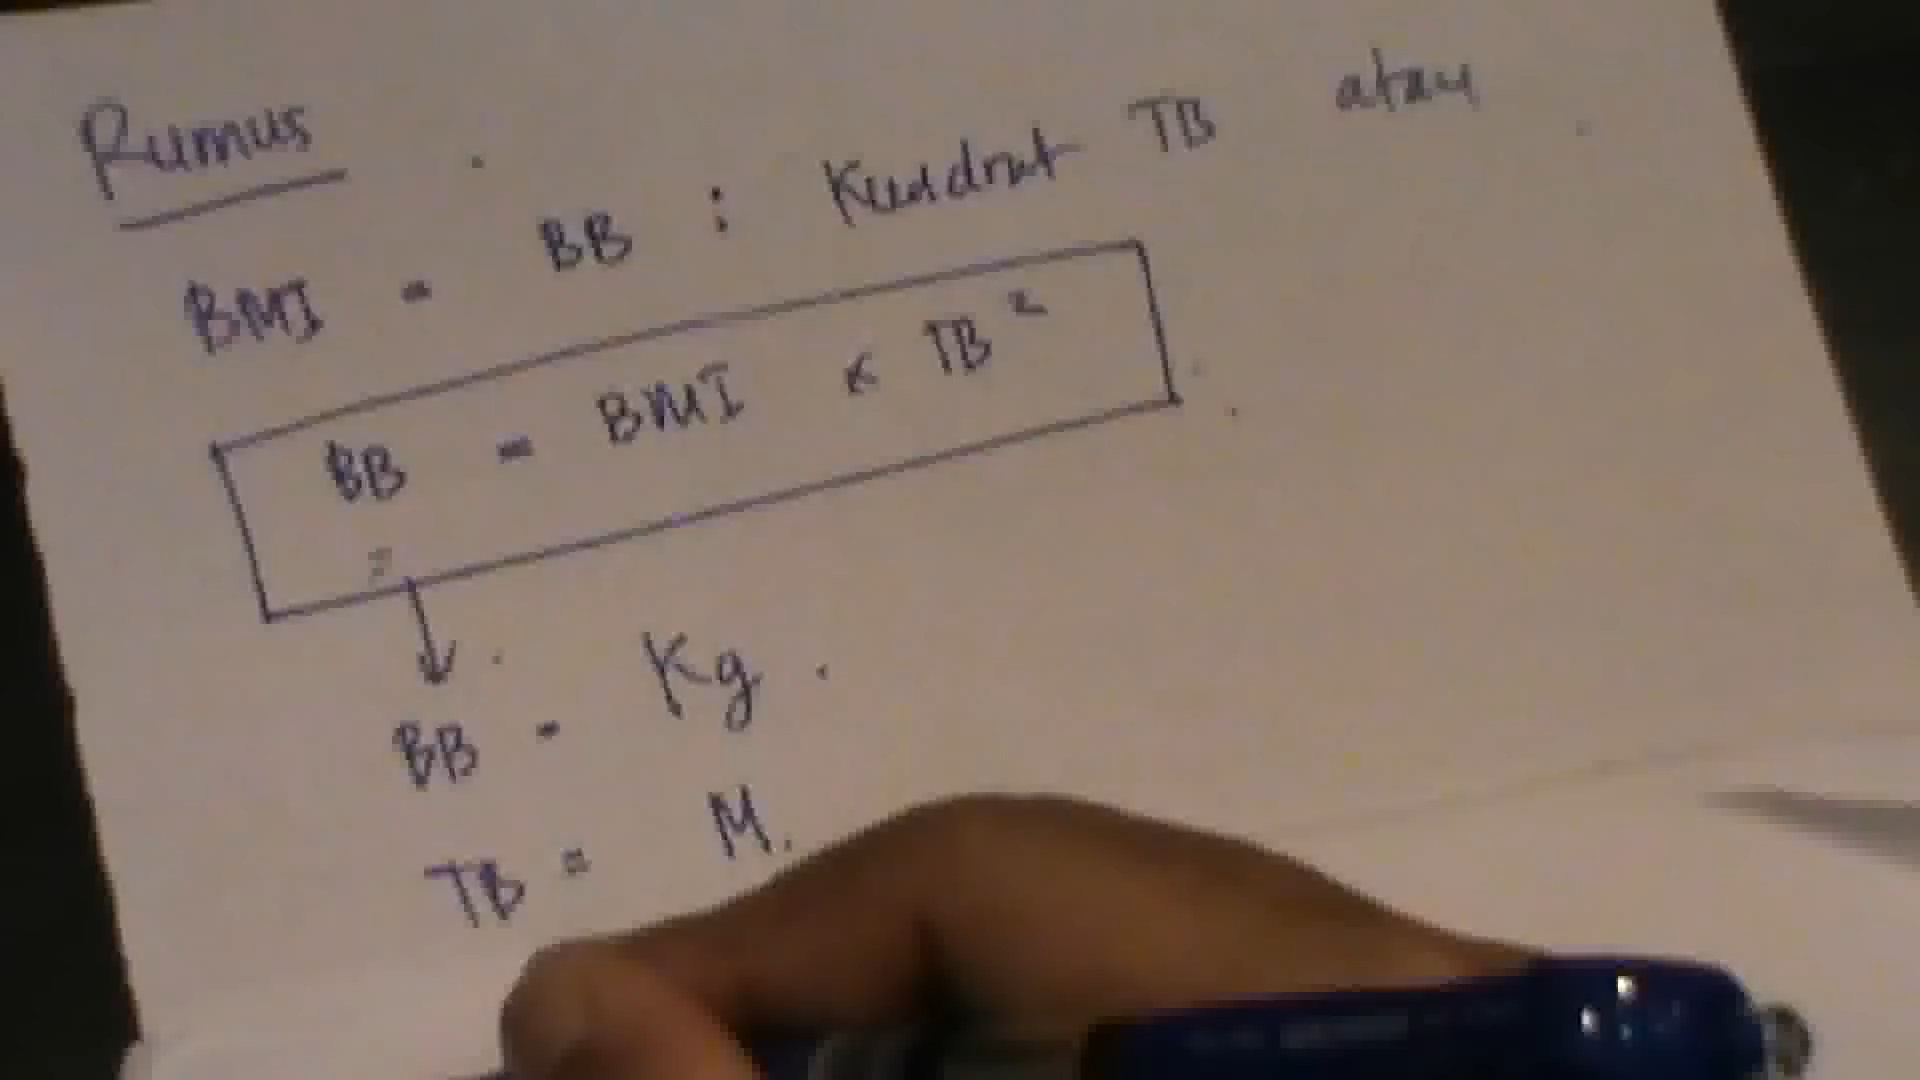 Rumus
BMI = BB : Kuadrat TB atau
BB = BMI x TB²
=
BB = Kg.
TB = M.